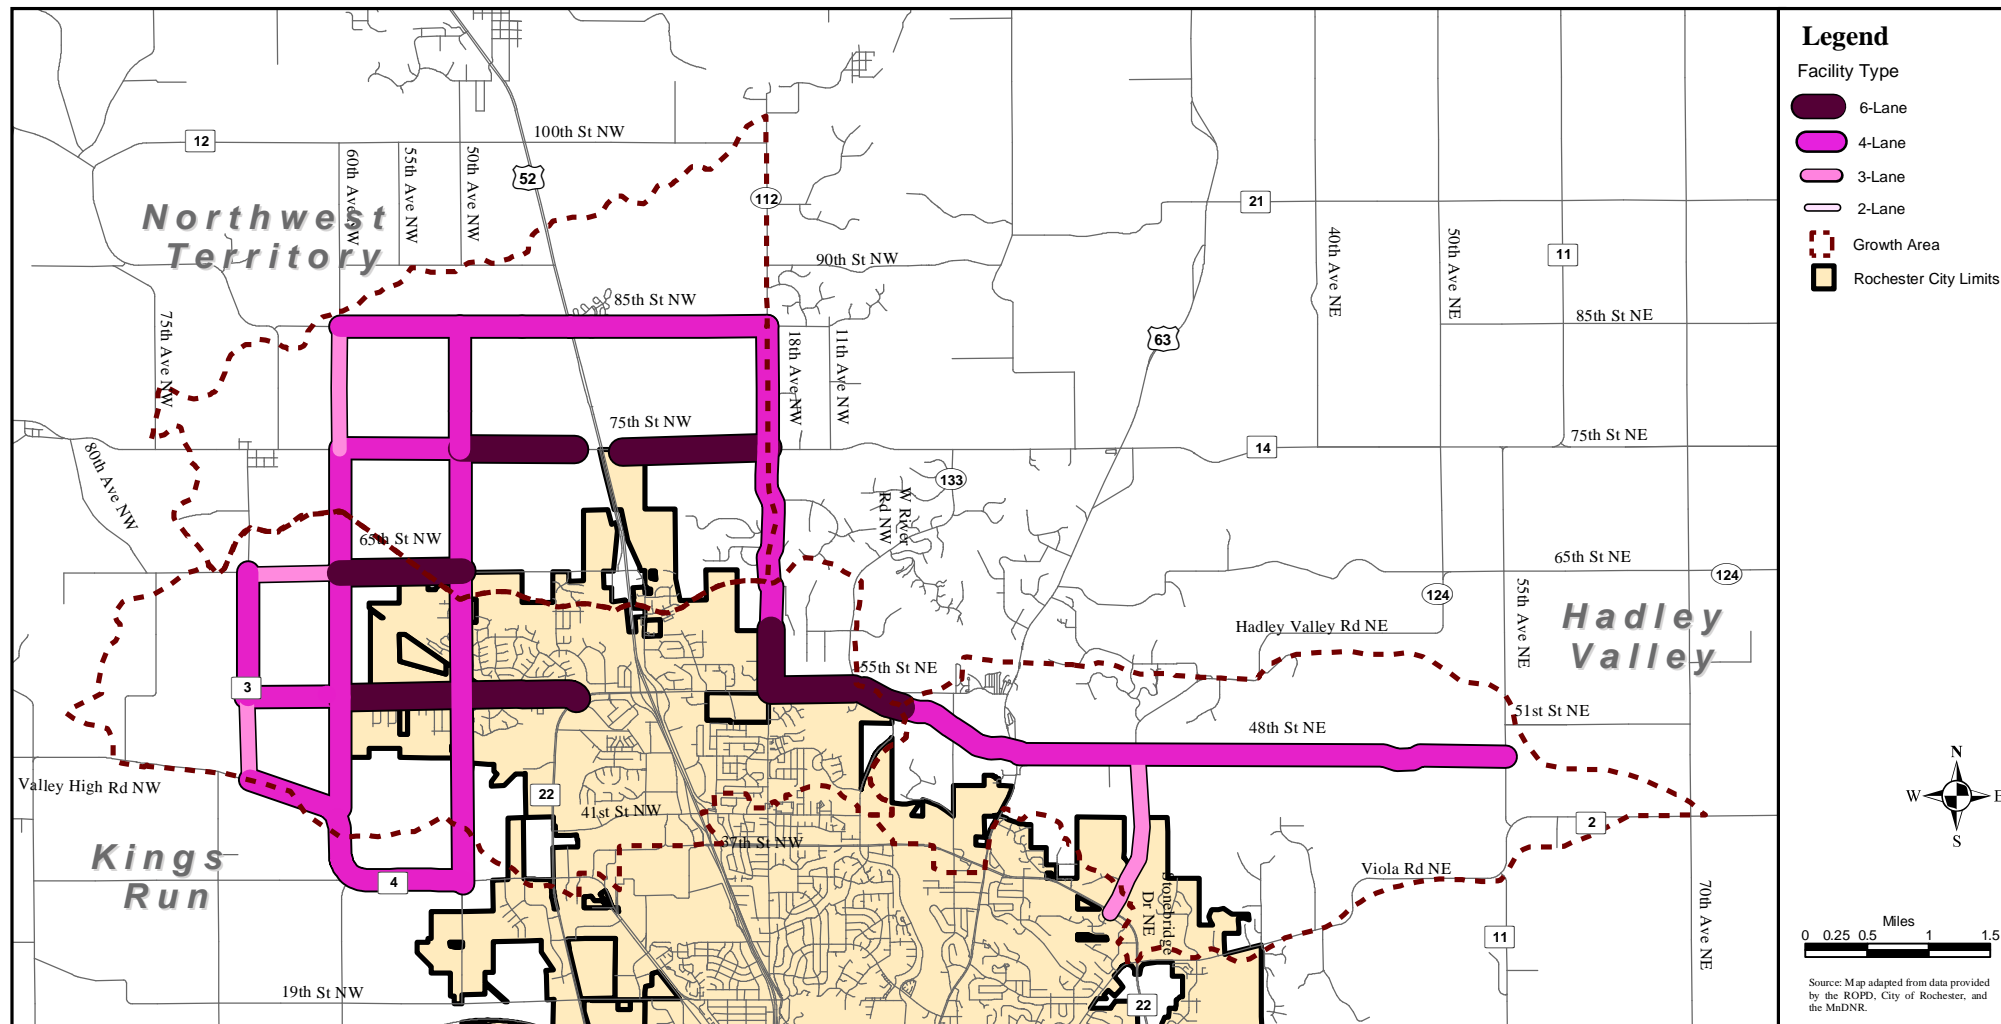 Legend
Facility Type
6-Lane
4-Lane
3-Lane
2-Lane
Growth Area
Rochester City Limits
100th St NW
12
60th Ave NW
55th Ave NW
50th Ave NW
52
112
21
Northwest
Territory
40th Ave NE
50th Ave NE
11
90th St NW
85th St NW
85th St NE
75th Ave NW
18th Ave NW
11th Ave NW
63
75th St NW
75th St NE
14
80th Ave NW
133
W River
Rd NW
65th St NW
65th St NE
124
124
55th Ave NE
Hadley
Valley
Hadley Valley Rd NE
55th St NE
3
51st St NE
48th St NE
Valley High Rd NW
22
41st St NW
37th St NW
2
Kings
Run
4
Viola Rd NE
Stonebridge
Dr NE
70th Ave NE
11
19th St NW
22
N
W
E
S
Miles
0 0.25 0.5 1 1.5
Source: Map adapted from data provided
by the ROPD, City of Rochester, and
the MnDNR.